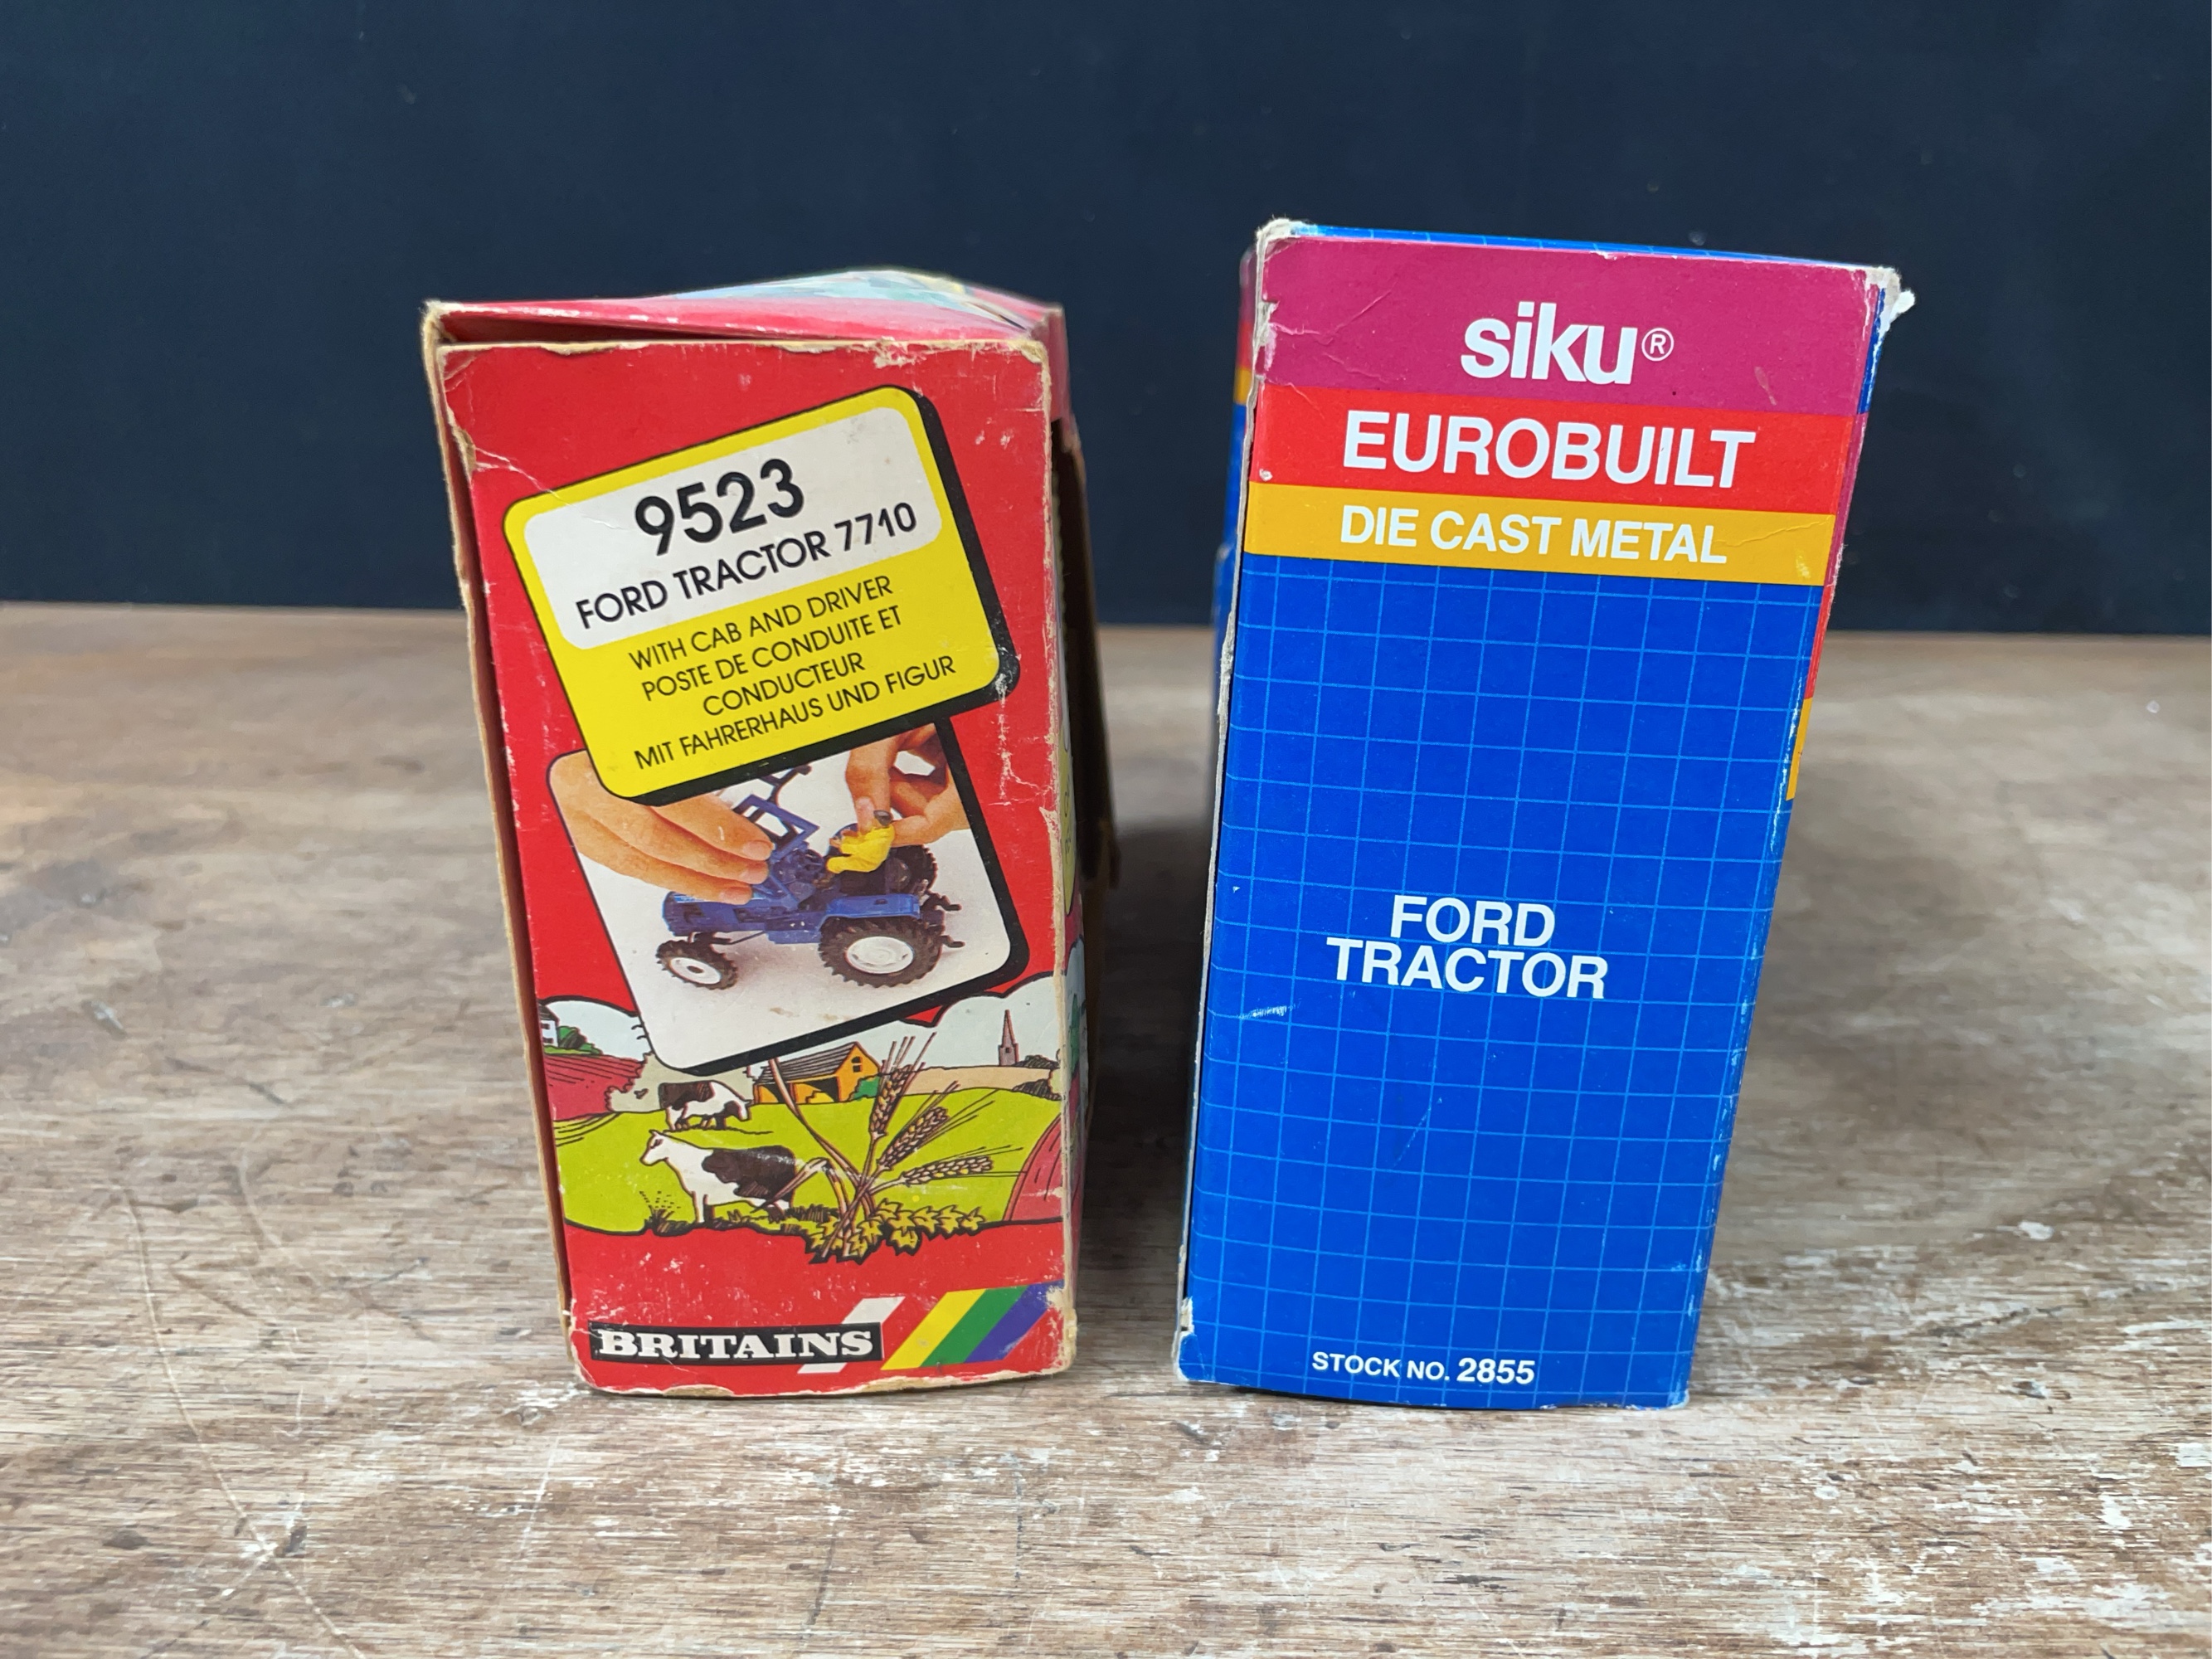 9523
FORD TRACTOR 7710
WITH CAB AND DRIVER
POSTE DE CONDUITE ET
CONDUCTEUR
MIT FAHRERHAUS UND FIGUR
BRITAINS
siku®
EUROBUILT
DIE CAST METAL
FORD
TRACTOR
STOCK NO. 2855